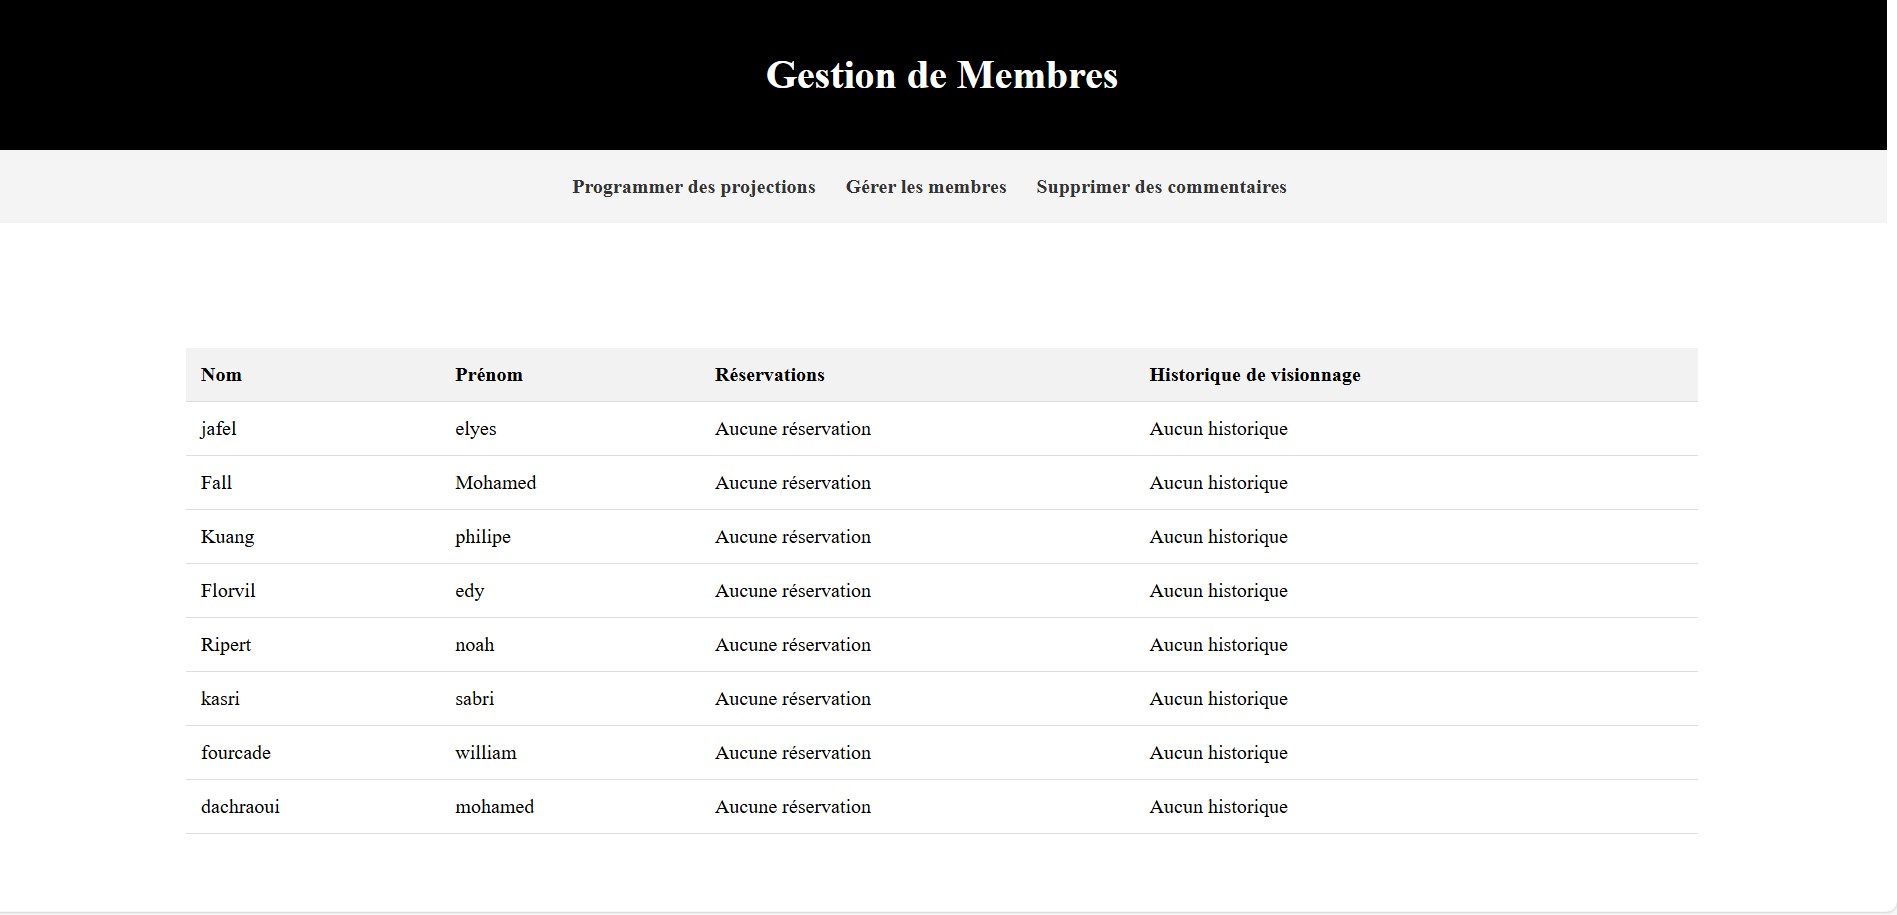 Gestion de Membres
Programmer des projections Gérer les membres Supprimer des commentaires
Nom Prénom Réservations Historique de visionnage
jafel elyes Aucune réservation Aucun historique
Fall Mohamed Aucune réservation Aucun historique
Kuang philipe Aucune réservation Aucun historique
Florvil edy Aucune réservation Aucun historique
Ripert noah Aucune réservation Aucun historique
kasri sabri Aucune réservation Aucun historique
fourcade william Aucune réservation Aucun historique
dachraoui mohamed Aucune réservation Aucun historique